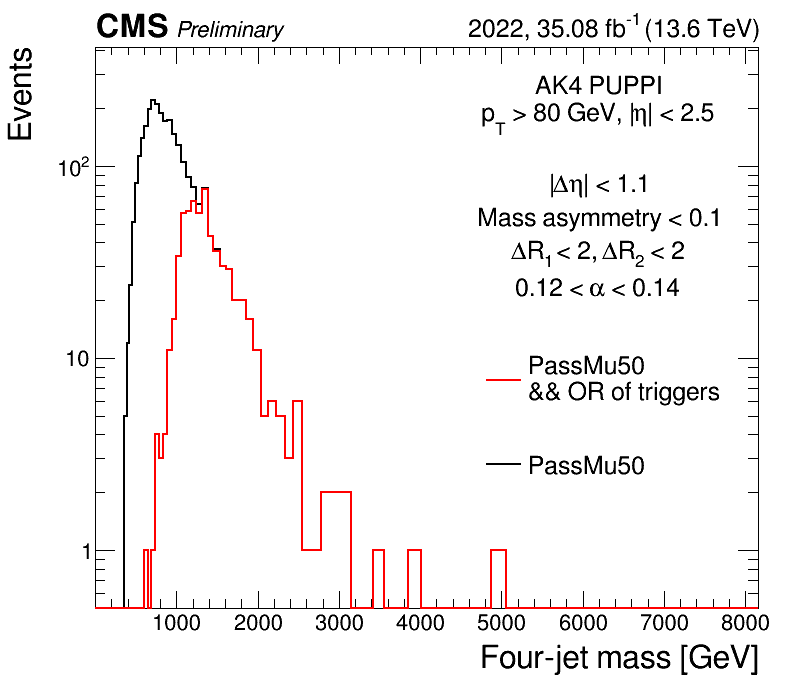 CMS Preliminary 2022, 35.08 fb⁻¹ (13.6 TeV)
Events
AK4 PUPPI
p_T > 80 GeV, |η| < 2.5
|Δη| < 1.1
Mass asymmetry < 0.1
ΔR₁ < 2, ΔR₂ < 2
0.12 < α < 0.14
PassMu50
&& OR of triggers
PassMu50
10²
10
1
1000 2000 3000 4000 5000 6000 7000 8000
Four-jet mass [GeV]